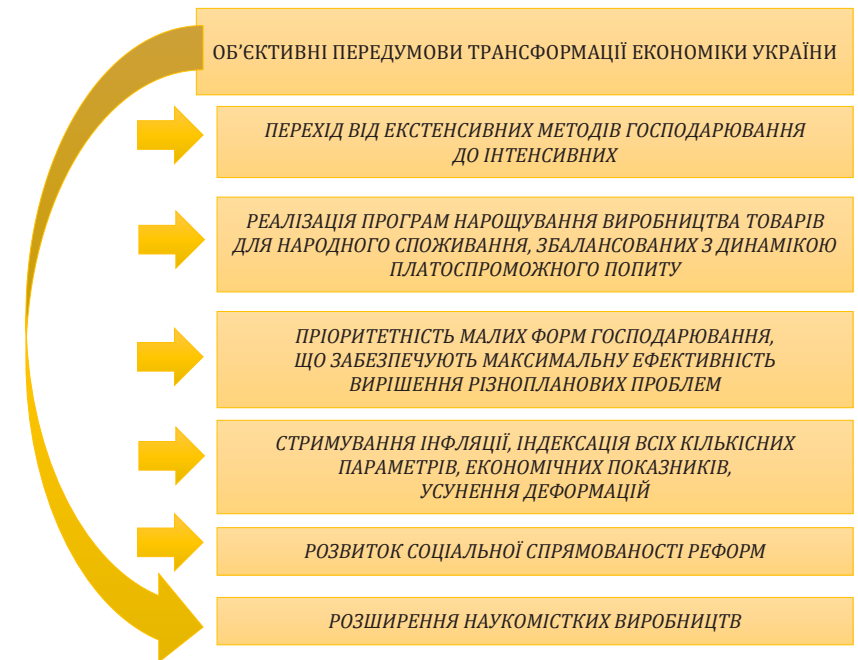 ОБ’ЄКТИВНІ ПЕРЕДУМОВИ ТРАНСФОРМАЦІЇ ЕКОНОМІКИ УКРАЇНИ
ПЕРЕХІД ВІД ЕКСТЕНСИВНИХ МЕТОДІВ ГОСПОДАРЮВАННЯ
ДО ІНТЕНСИВНИХ
РЕАЛІЗАЦІЯ ПРОГРАМ НАРОЩУВАННЯ ВИРОБНИЦТВА ТОВАРІВ
ДЛЯ НАРОДНОГО СПОЖИВАННЯ, ЗБАЛАНСОВАНИХ З ДИНАМІКОЮ
ПЛАТОСПРОМОЖНОГО ПОПИТУ
ПРІОРИТЕТНІСТЬ МАЛИХ ФОРМ ГОСПОДАРЮВАННЯ,
ЩО ЗАБЕЗПЕЧУЮТЬ МАКСИМАЛЬНУ ЕФЕКТИВНІСТЬ
ВИРІШЕННЯ РІЗНОПЛАНОВИХ ПРОБЛЕМ
СТРИМУВАННЯ ІНФЛЯЦІЇ, ІНДЕКСАЦІЯ ВСІХ КІЛЬКІСНИХ
ПАРАМЕТРІВ, ЕКОНОМІЧНИХ ПОКАЗНИКІВ,
УСУНЕННЯ ДЕФОРМАЦІЙ
РОЗВИТОК СОЦІАЛЬНОЇ СПРЯМОВАНОСТІ РЕФОРМ
РОЗШИРЕННЯ НАУКОМІСТКИХ ВИРОБНИЦТВ